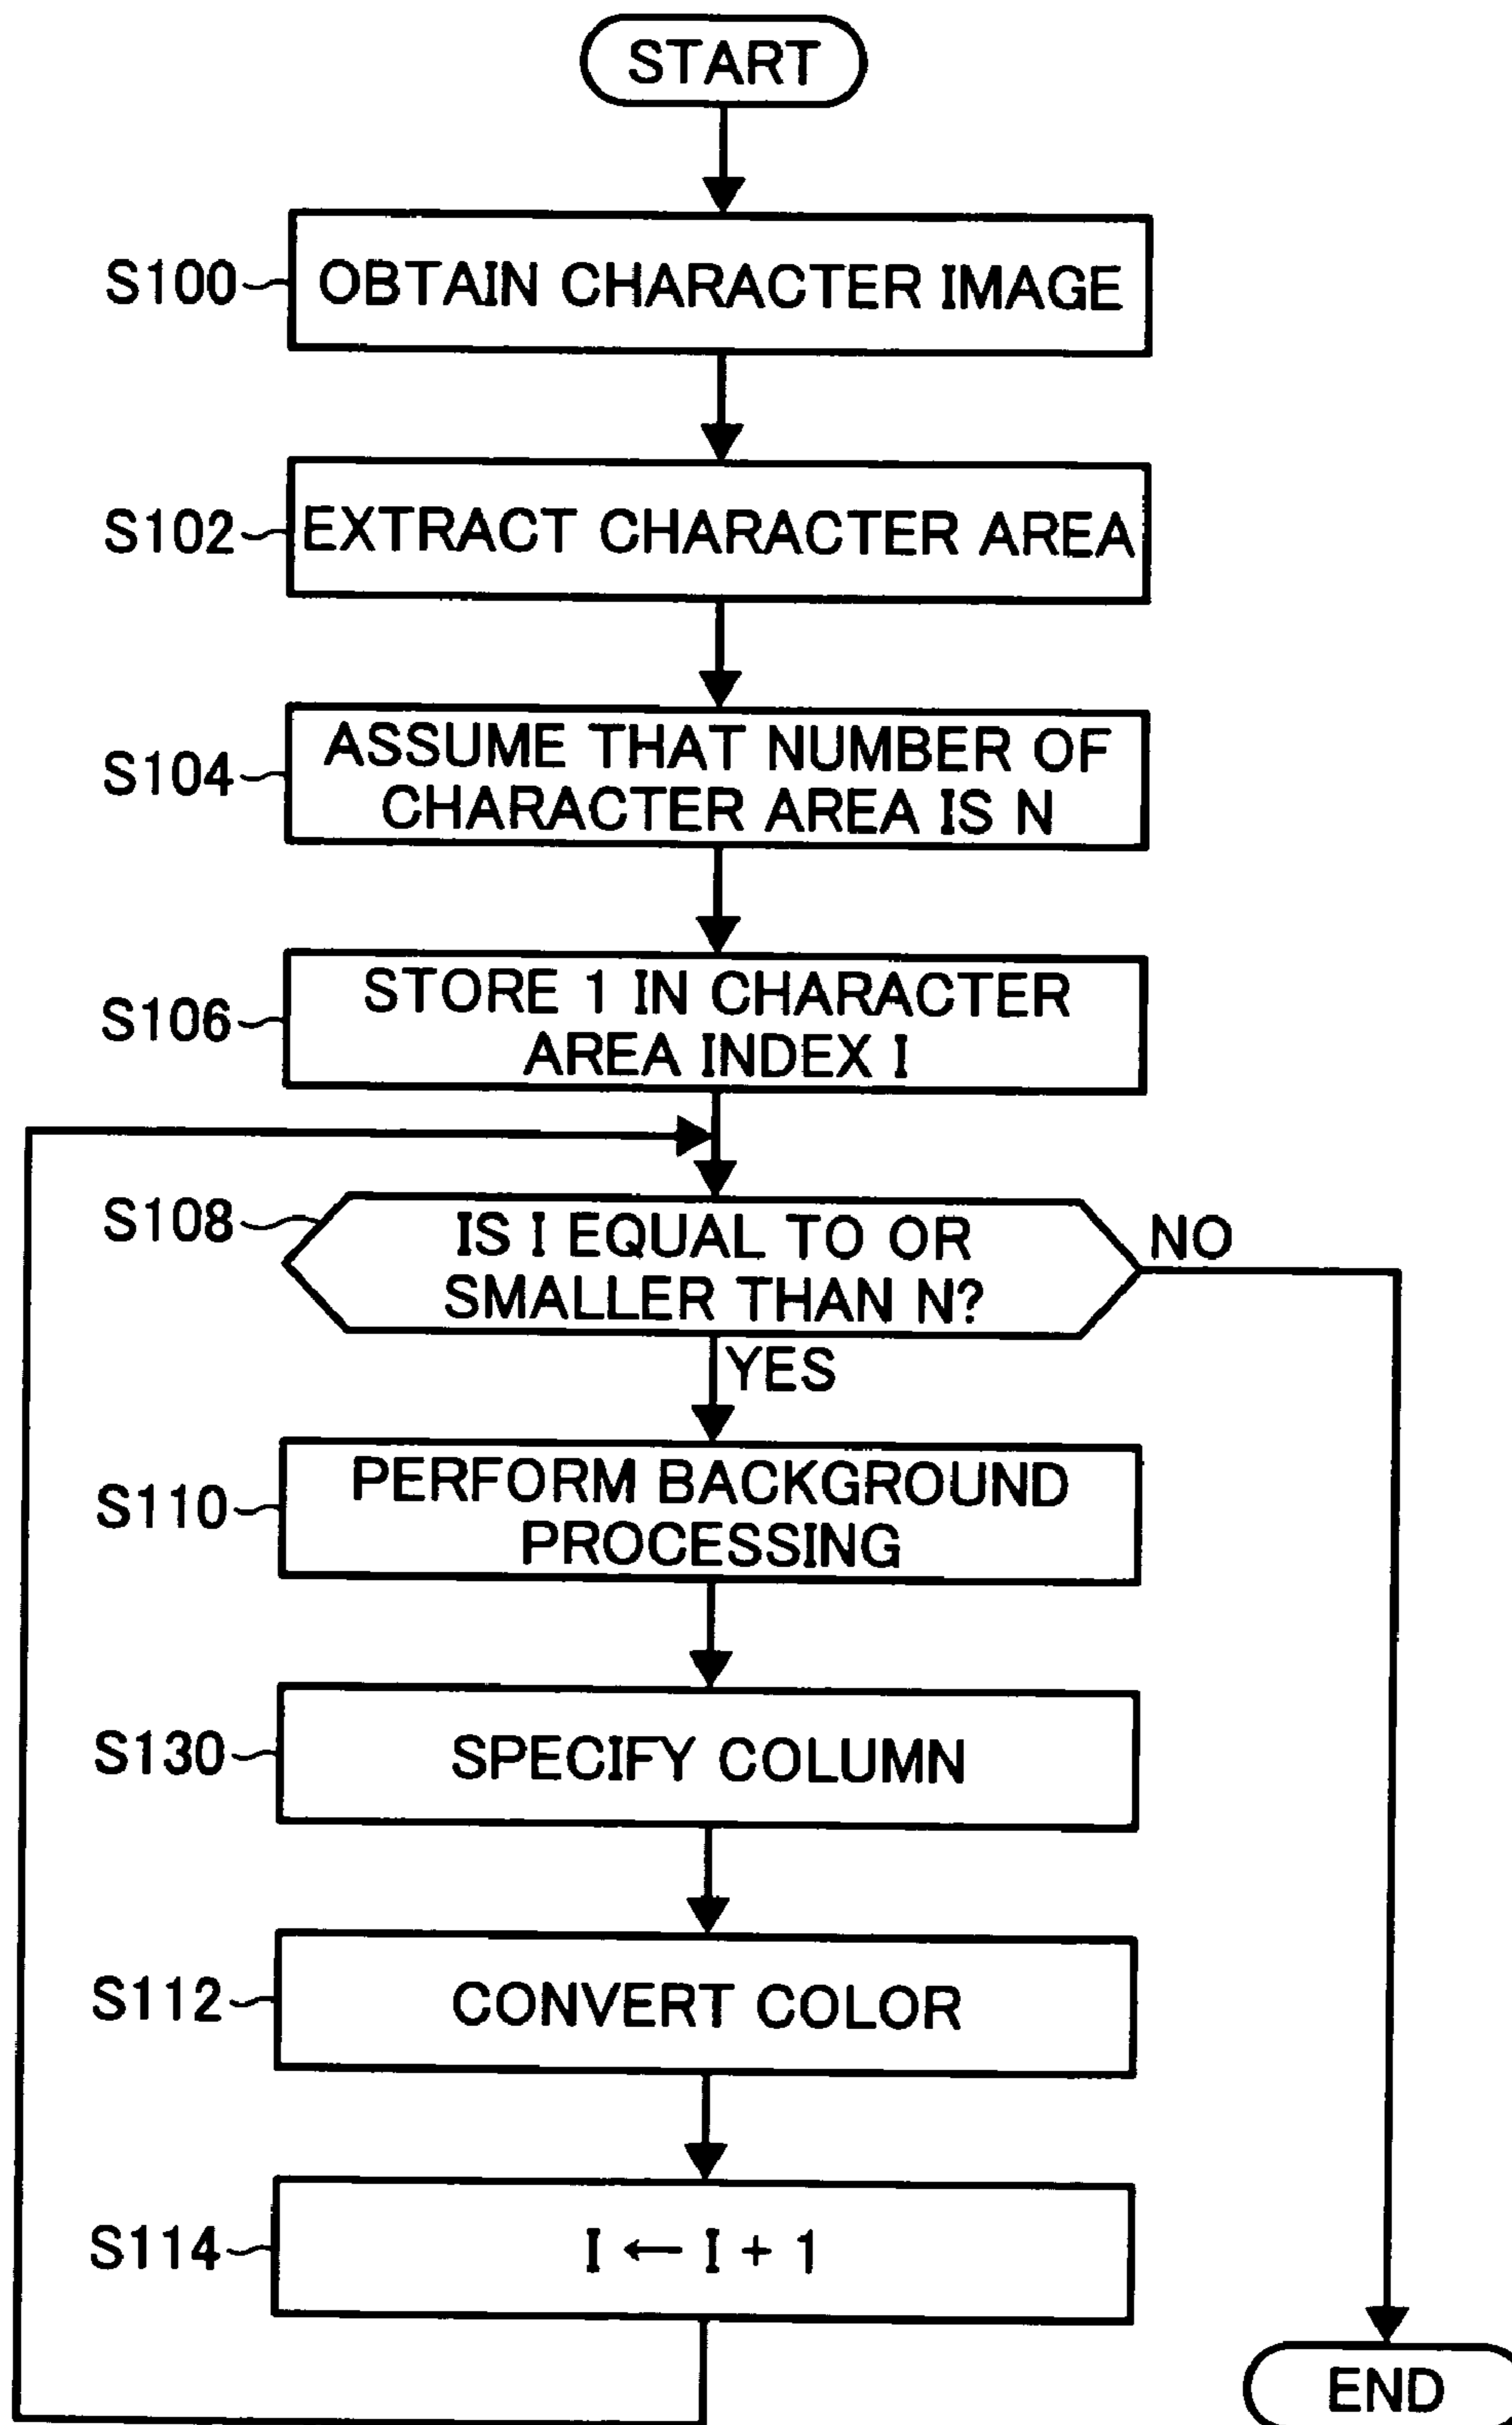 START
S100
OBTAIN CHARACTER IMAGE
S102
EXTRACT CHARACTER AREA
S104
ASSUME THAT NUMBER OF
CHARACTER AREA IS N
S106
STORE 1 IN CHARACTER
AREA INDEX I
S108
IS I EQUAL TO OR
SMALLER THAN N?
NO
YES
S110
PERFORM BACKGROUND
PROCESSING
S130
SPECIFY COLUMN
S112
CONVERT COLOR
S114
I ← I + 1
END